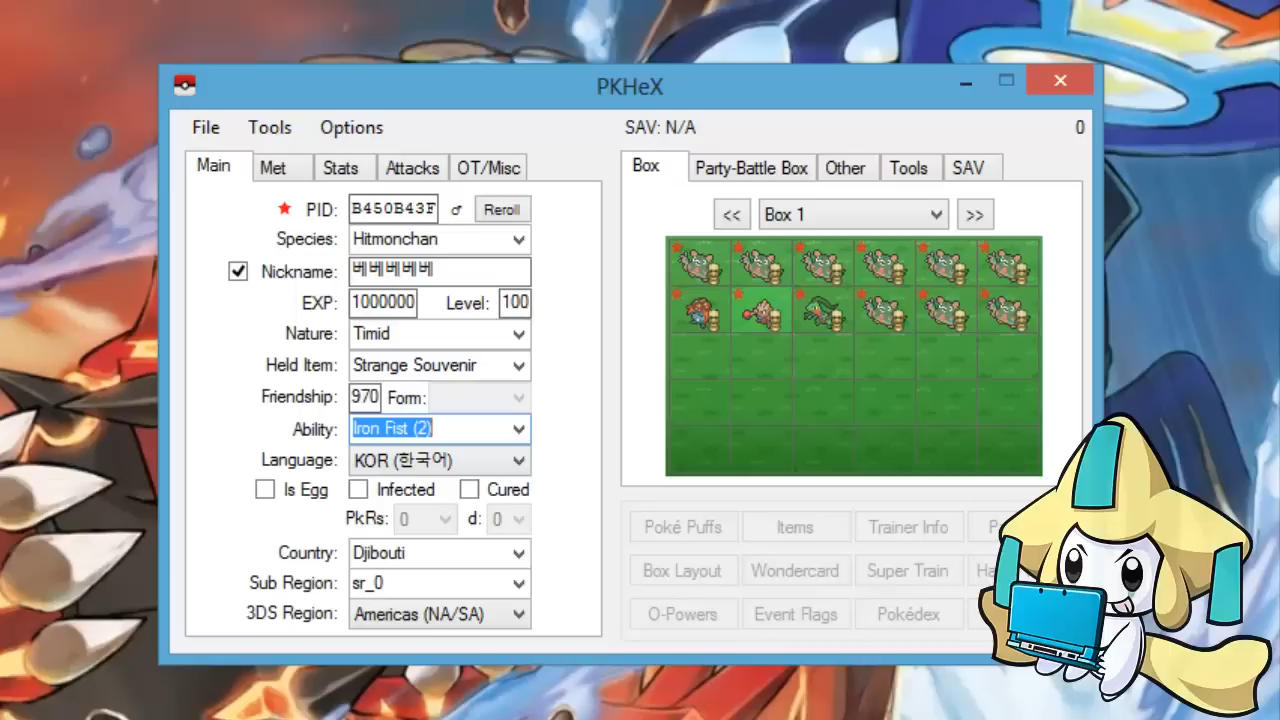 PKHeX
File Tools Options SAV: N/A 0
Main Met Stats Attacks OT/Misc
Box Party-Battle Box Other Tools SAV
PID: B450B43F ♂ Reroll
<< Box 1 >>
Species: Hitmonchan
Nickname: 베베베베베
EXP: 1000000 Level: 100
Nature: Timid
Held Item: Strange Souvenir
Friendship: 970 Form:
Ability: Iron Fist (2)
Language: KOR (한국어)
Is Egg Infected Cured
PkRs: 0 d: 0
Country: Djibouti
Sub Region: sr_0
3DS Region: Americas (NA/SA)
Poké Puffs Items Trainer Info
Box Layout Wondercard Super Train
O-Powers Event Flags Pokédex